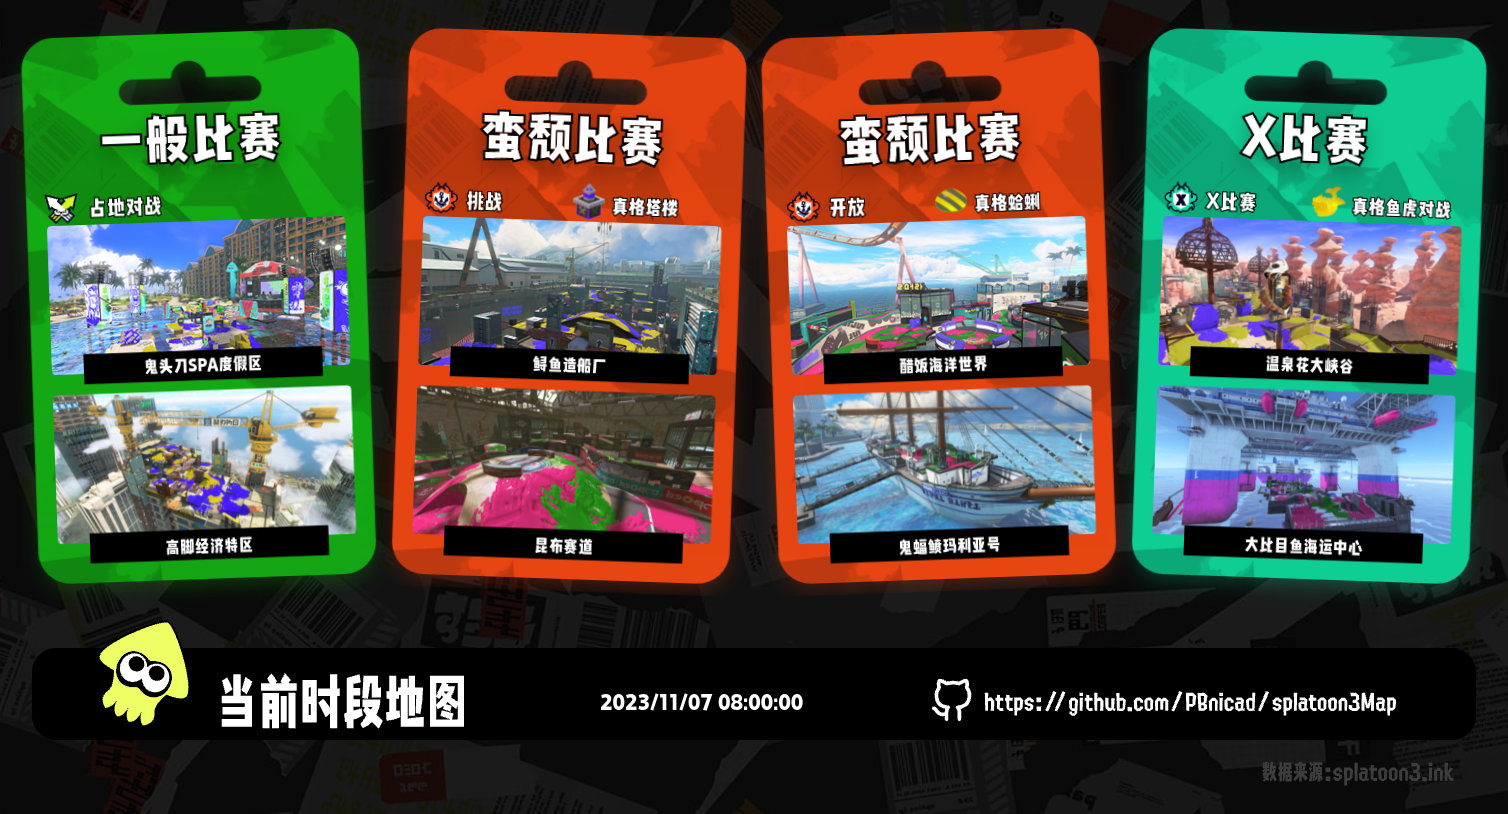 一般比赛
占地对战
鬼头刀SPA度假区
高脚经济特区
蛮颓比赛
挑战
真格塔楼
鲟鱼造船厂
昆布赛道
蛮颓比赛
开放
真格蛤蜊
醋饭海洋世界
鬼蝠鲼玛利亚号
X比赛
X比赛
真格鱼虎对战
温泉花大峡谷
大比目鱼海运中心
当前时段地图
2023/11/07 08:00:00
https://github.com/PBnicad/splatoon3Map
数据来源:splatoon3.ink